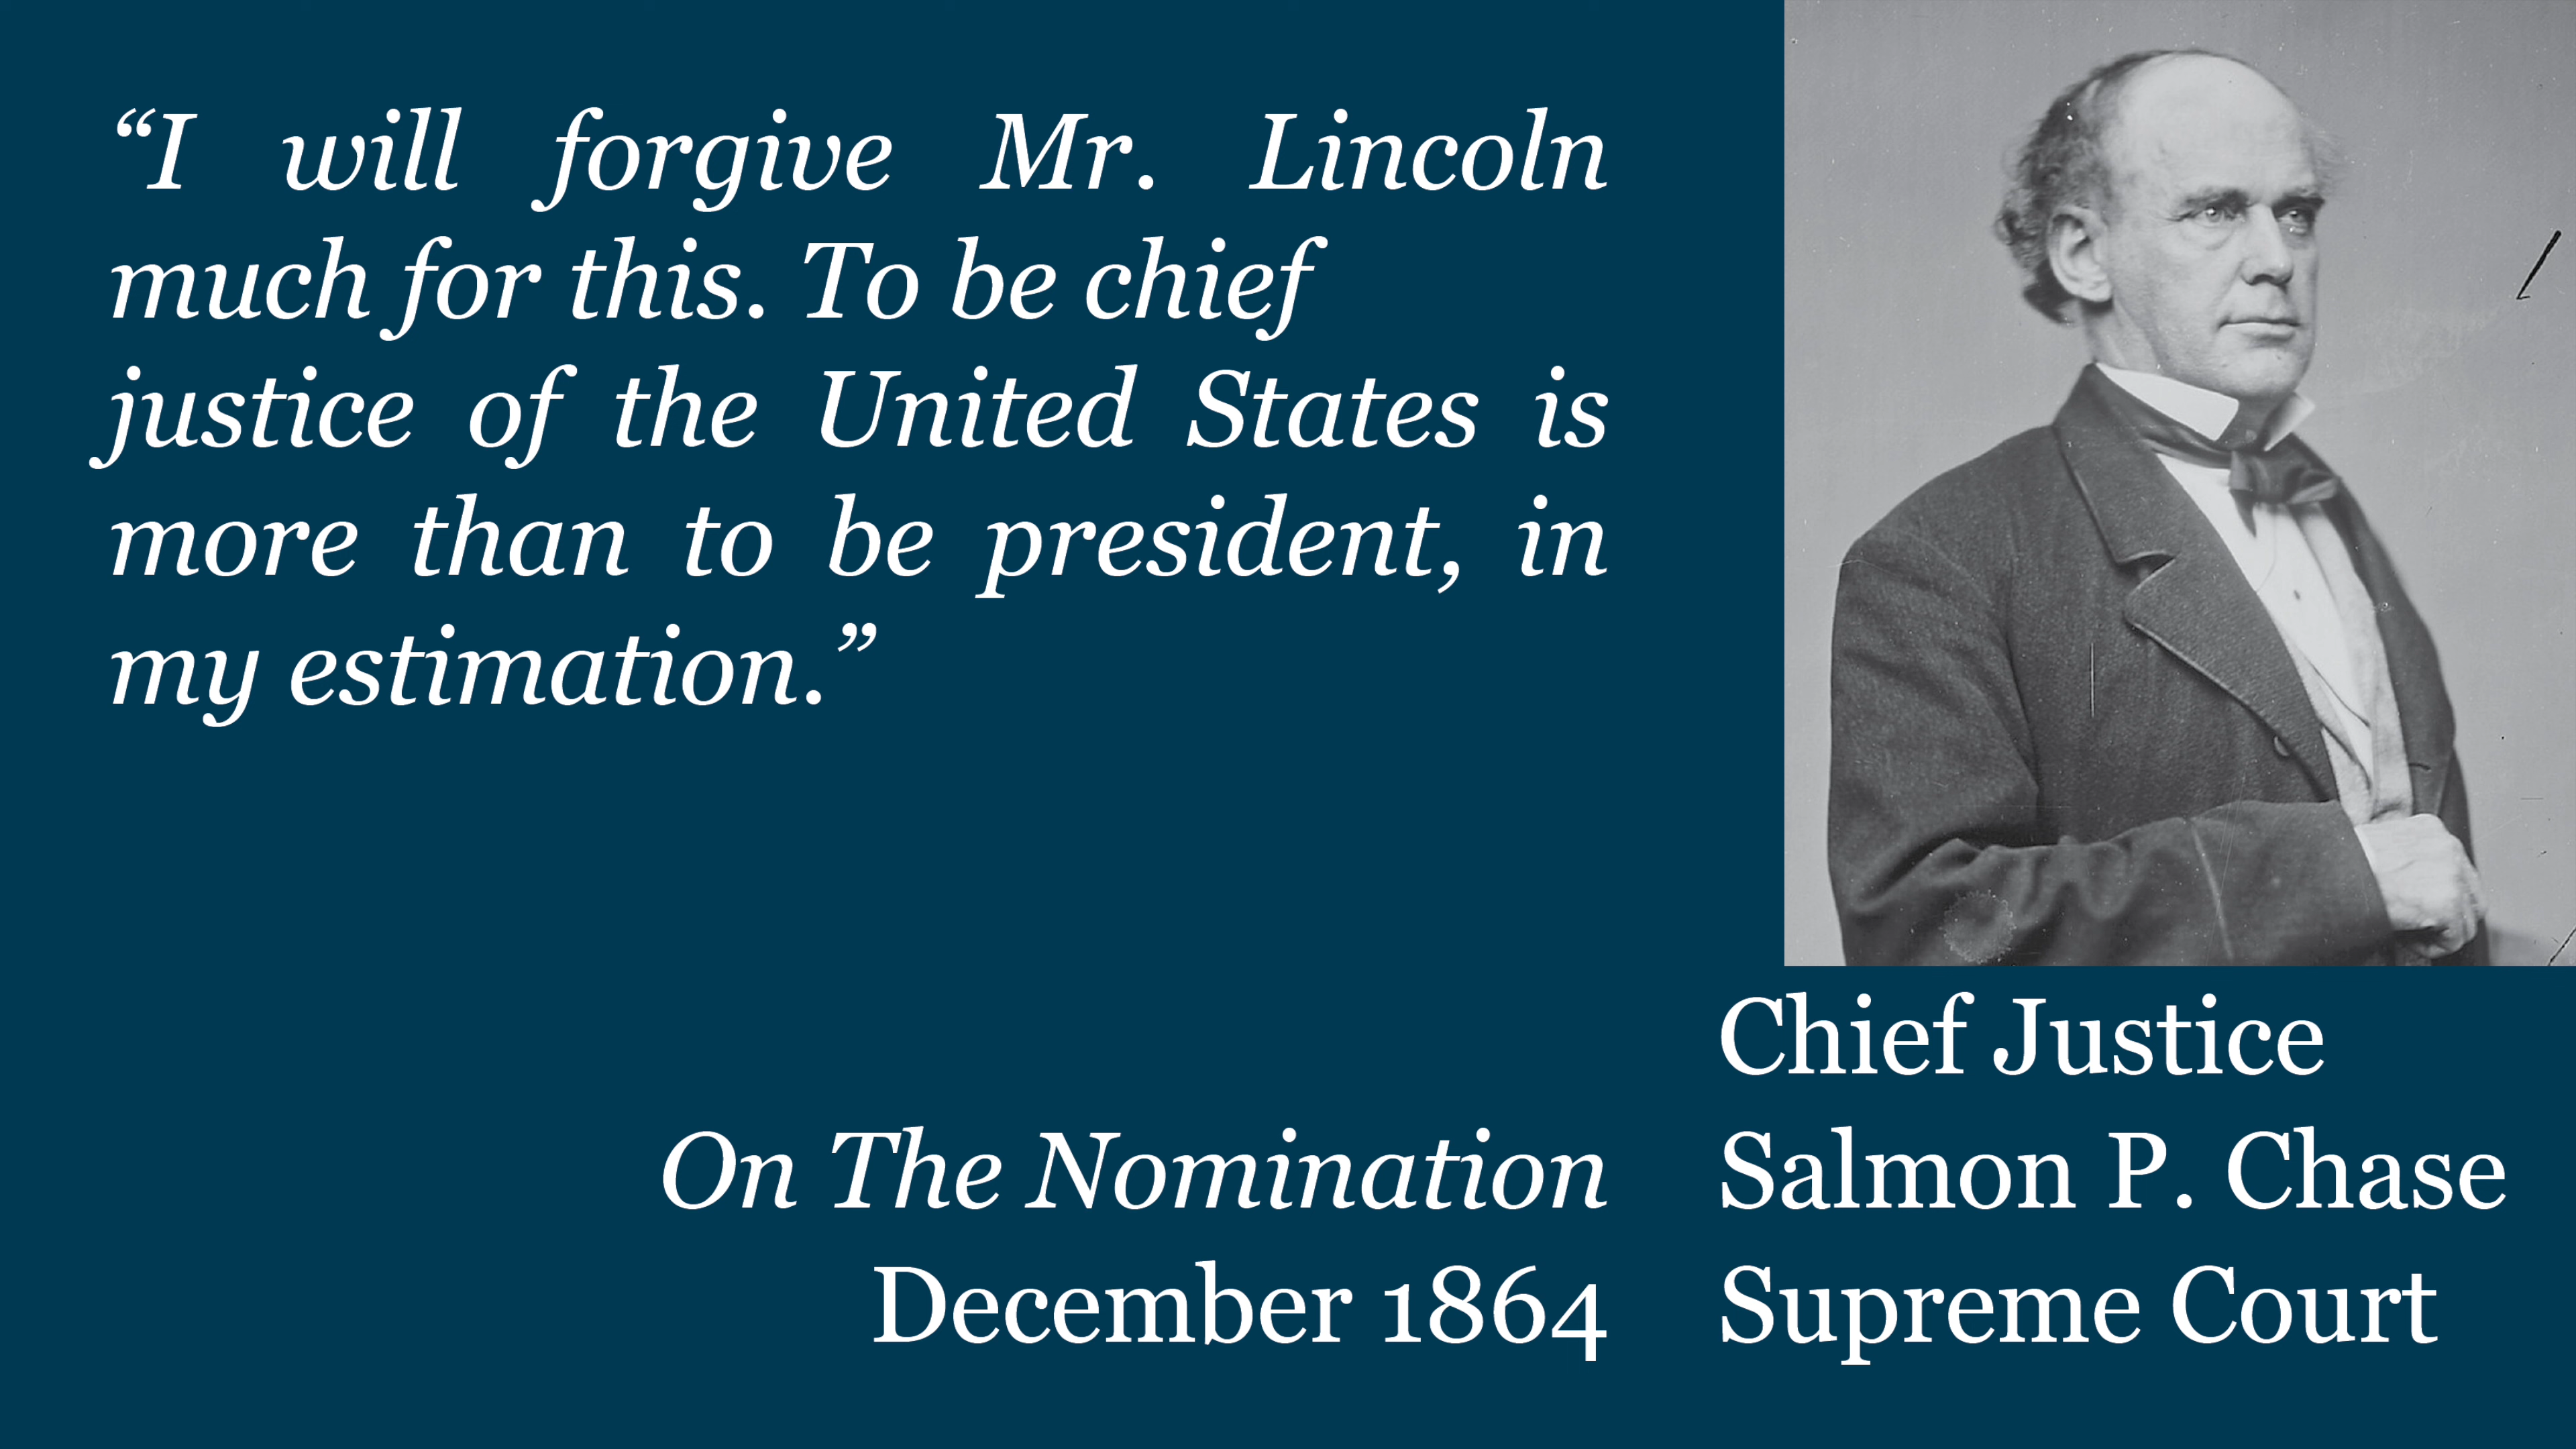 “I will forgive Mr. Lincoln
much for this. To be chief
justice of the United States is
more than to be president, in
my estimation.”
On The Nomination
December 1864
Chief Justice
Salmon P. Chase
Supreme Court